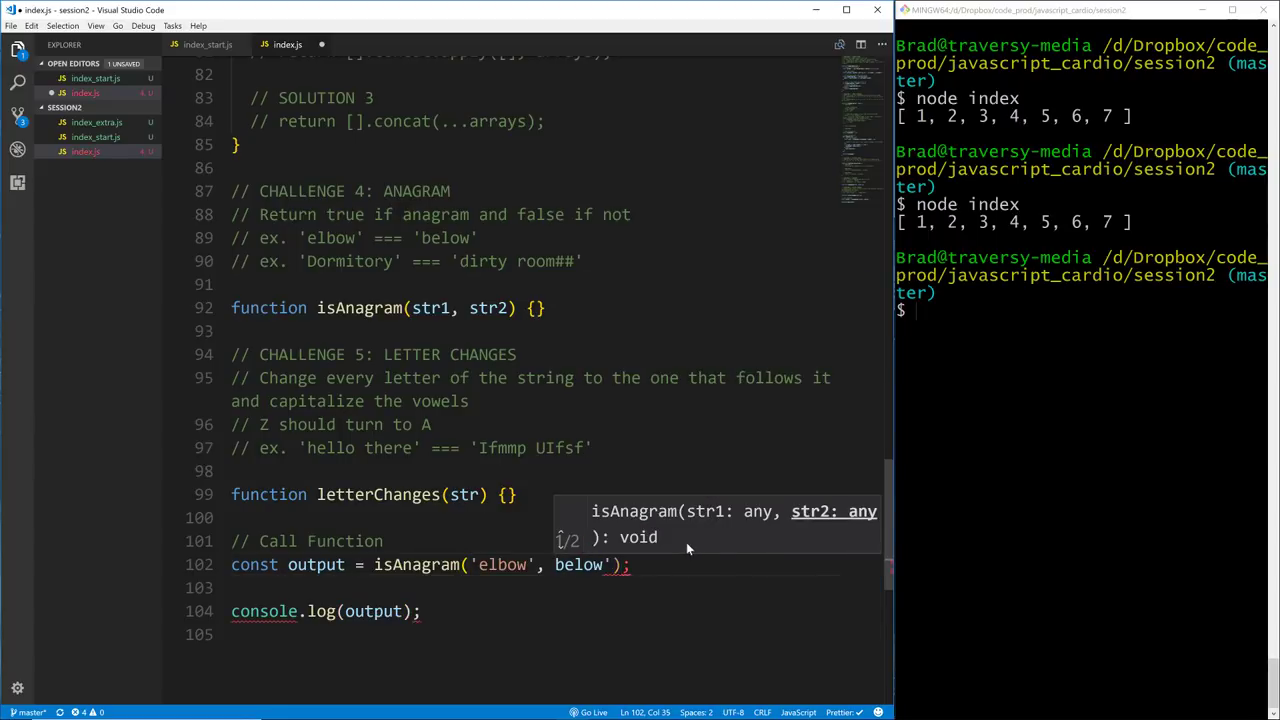 ● index.js - session2 - Visual Studio Code
File Edit Selection View Go Debug Tasks Help
EXPLORER
OPEN EDITORS 1 UNSAVED
index_start.js U
● index.js 4, U
SESSION2
JS index_extra.js U
JS index_start.js U
JS index.js 4, U
JS index_start.js
JS index.js ●
82
83 // SOLUTION 3
84 // return [].concat(...arrays);
85 }
86
87 // CHALLENGE 4: ANAGRAM
88 // Return true if anagram and false if not
89 // ex. 'elbow' === 'below'
90 // ex. 'Dormitory' === 'dirty room##'
91
92 function isAnagram(str1, str2) {}
93
94 // CHALLENGE 5: LETTER CHANGES
95 // Change every letter of the string to the one that follows it
and capitalize the vowels
96 // Z should turn to A
97 // ex. 'hello there' === 'Ifmmp UIfsf'
98
99 function letterChanges(str) {}
100
isAnagram(str1: any, str2: any
1/2 ): void
101 // Call Function
102 const output = isAnagram('elbow', below');
103
104 console.log(output);
105
master* 4 0
Go Live Ln 102, Col 35 Spaces: 2 UTF-8 CRLF JavaScript Prettier: ✓
MINGW64:/d/Dropbox/code_prod/javascript_cardio/session2
Brad@traversy-media /d/Dropbox/code_
prod/javascript_cardio/session2 (mas
ter)
$ node index
[ 1, 2, 3, 4, 5, 6, 7 ]
Brad@traversy-media /d/Dropbox/code_
prod/javascript_cardio/session2 (mas
ter)
$ node index
[ 1, 2, 3, 4, 5, 6, 7 ]
Brad@traversy-media /d/Dropbox/code_
prod/javascript_cardio/session2 (mas
ter)
$